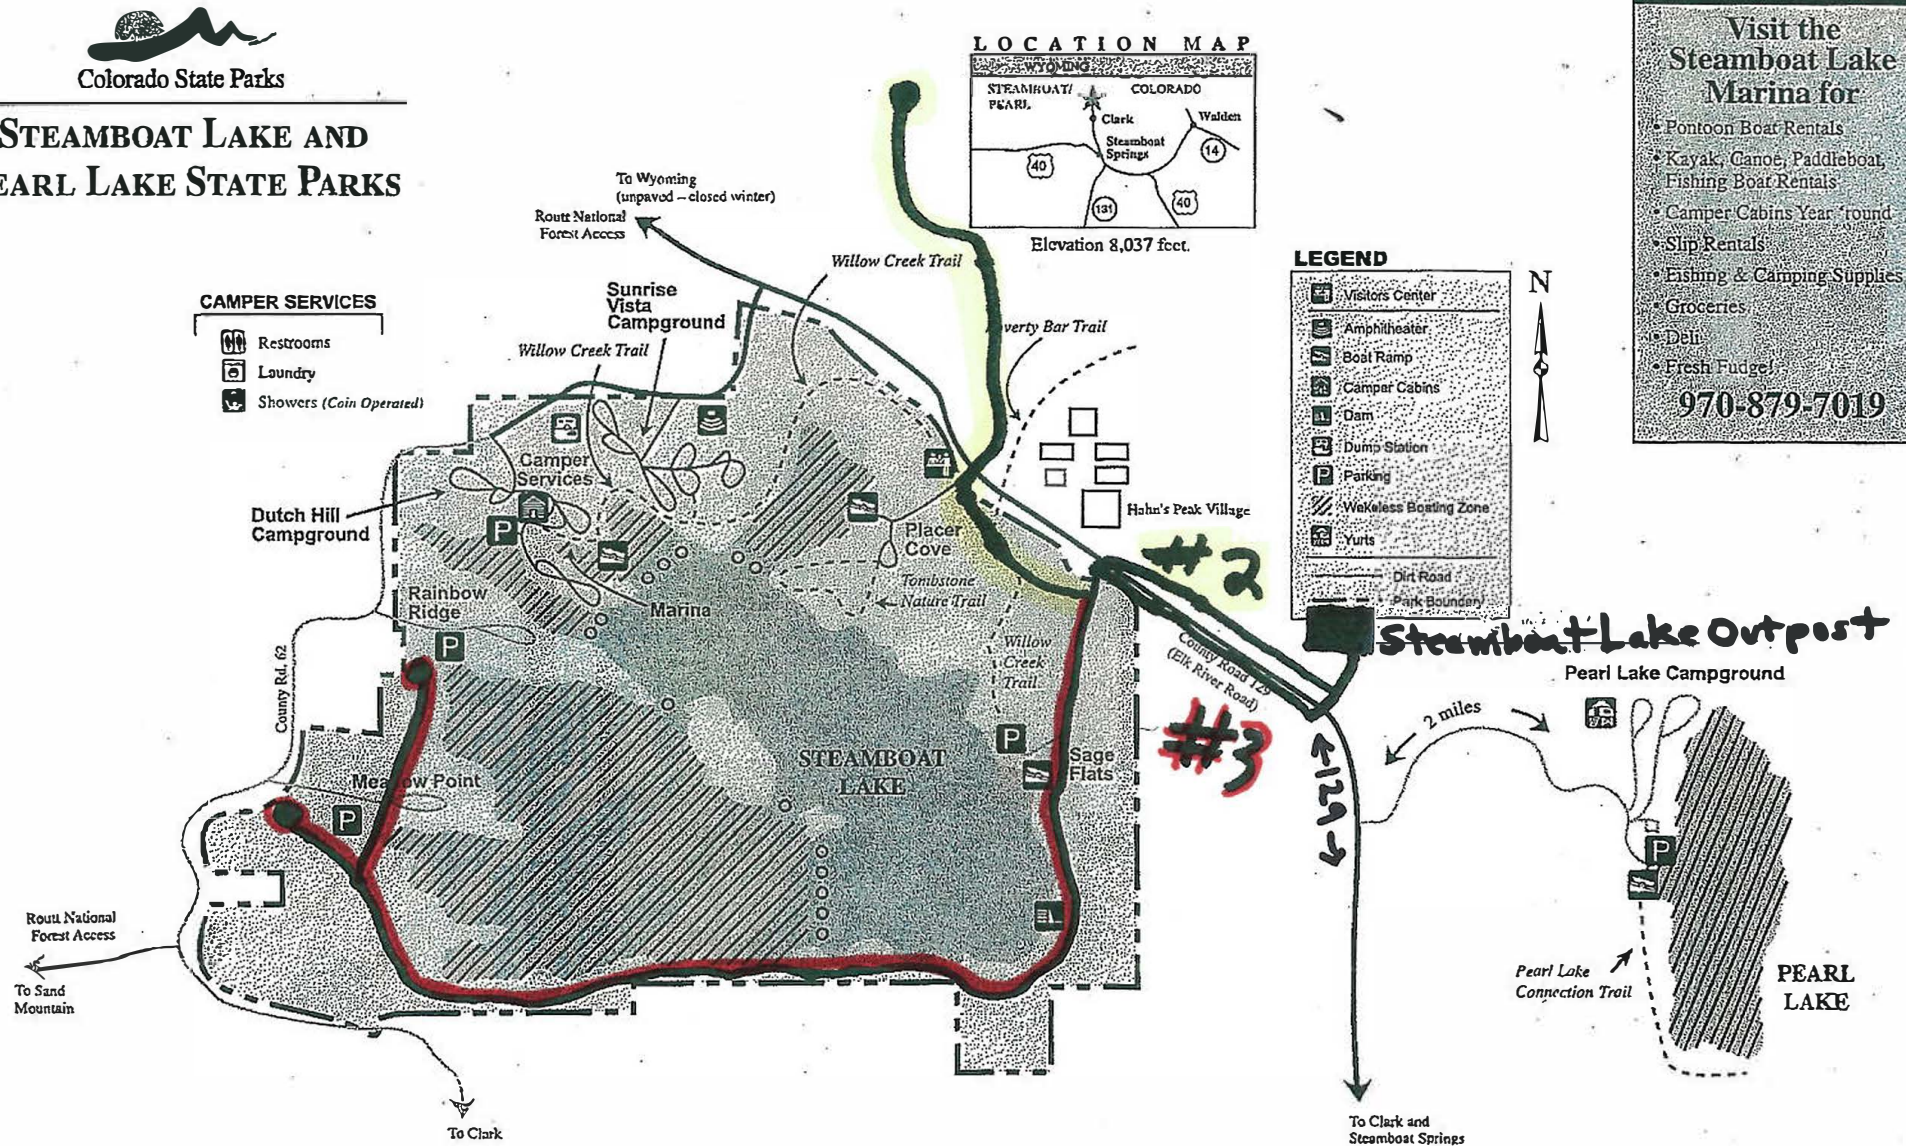 Colorado State Parks
STEAMBOAT LAKE AND
EARL LAKE STATE PARKS
LOCATION MAP
WYOMING
STEAMBOAT/
PEARL
COLORADO
Clark
Walden
Steamboat
Springs
40
14
131
40
Elevation 8,037 feet.
Visit the
Steamboat Lake
Marina for
• Pontoon Boat Rentals
• Kayak, Canoe, Paddleboat,
Fishing Boat Rentals
• Camper Cabins Year 'round
• Slip Rentals
• Fishing & Camping Supplies
• Groceries
• Deli
• Fresh Fudge!
970-879-7019
To Wyoming
(unpaved – closed winter)
Routt National
Forest Access
Willow Creek Trail
Sunrise
Vista
Campground
Willow Creek Trail
CAMPER SERVICES
Restrooms
Laundry
Showers (Coin Operated)
overty Bar Trail
LEGEND
Visitors Center
Amphitheater
Boat Ramp
Camper Cabins
Dam
Dump Station
P Parking
Wakeless Boating Zone
Yurts
Dirt Road
Park Boundary
N
Camper
Services
Dutch Hill
Campground
P
Placer
Cove
Hahn's Peak Village
#2
Tombstone
Nature Trail
Marina
Rainbow
Ridge
P
Willow
Creek
Trail
County Road 129
(Elk River Road)
Steamboat Lake Outpost
Pearl Lake Campground
County Rd. 62
#3
2 miles
P
Sage
Flats
STEAMBOAT
LAKE
Meadow Point
P
←129→
P
Routt National
Forest Access
To Sand
Mountain
Pearl Lake
Connection Trail
PEARL
LAKE
To Clark
To Clark and
Steamboat Springs